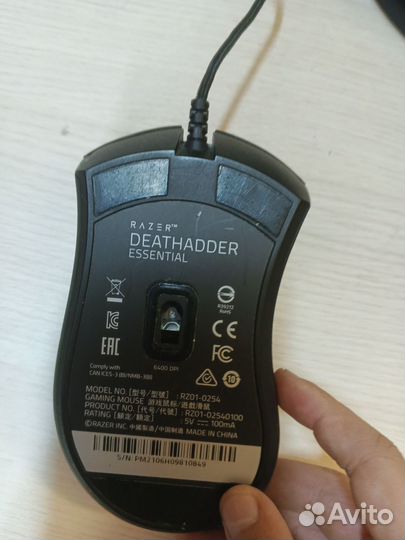 RAZER™
DEATHADDER
ESSENTIAL
R39272
RoHS
Comply with
CAN ICES-3 (B)/NMB-3(B)
6400 DPI
10
MODEL NO. [型号/型號] : RZ01-0254
GAMING MOUSE 游戏鼠标/遊戲滑鼠
PRODUCT NO. [代号/代號] : RZ01-02540100
RATING [额定/額定] : 5V 100mA
©RAZER INC. 中國製造/中国制造 MADE IN CHINA
S/N: PM2106H09810849
Avito